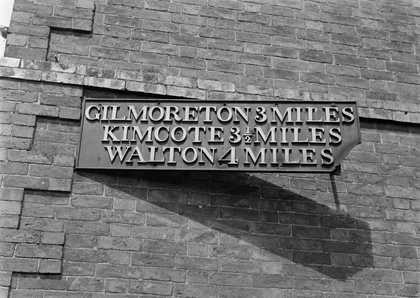 GILMORETON 3 MILES
KIMCOTE 3½ MILES
WALTON 4 MILES